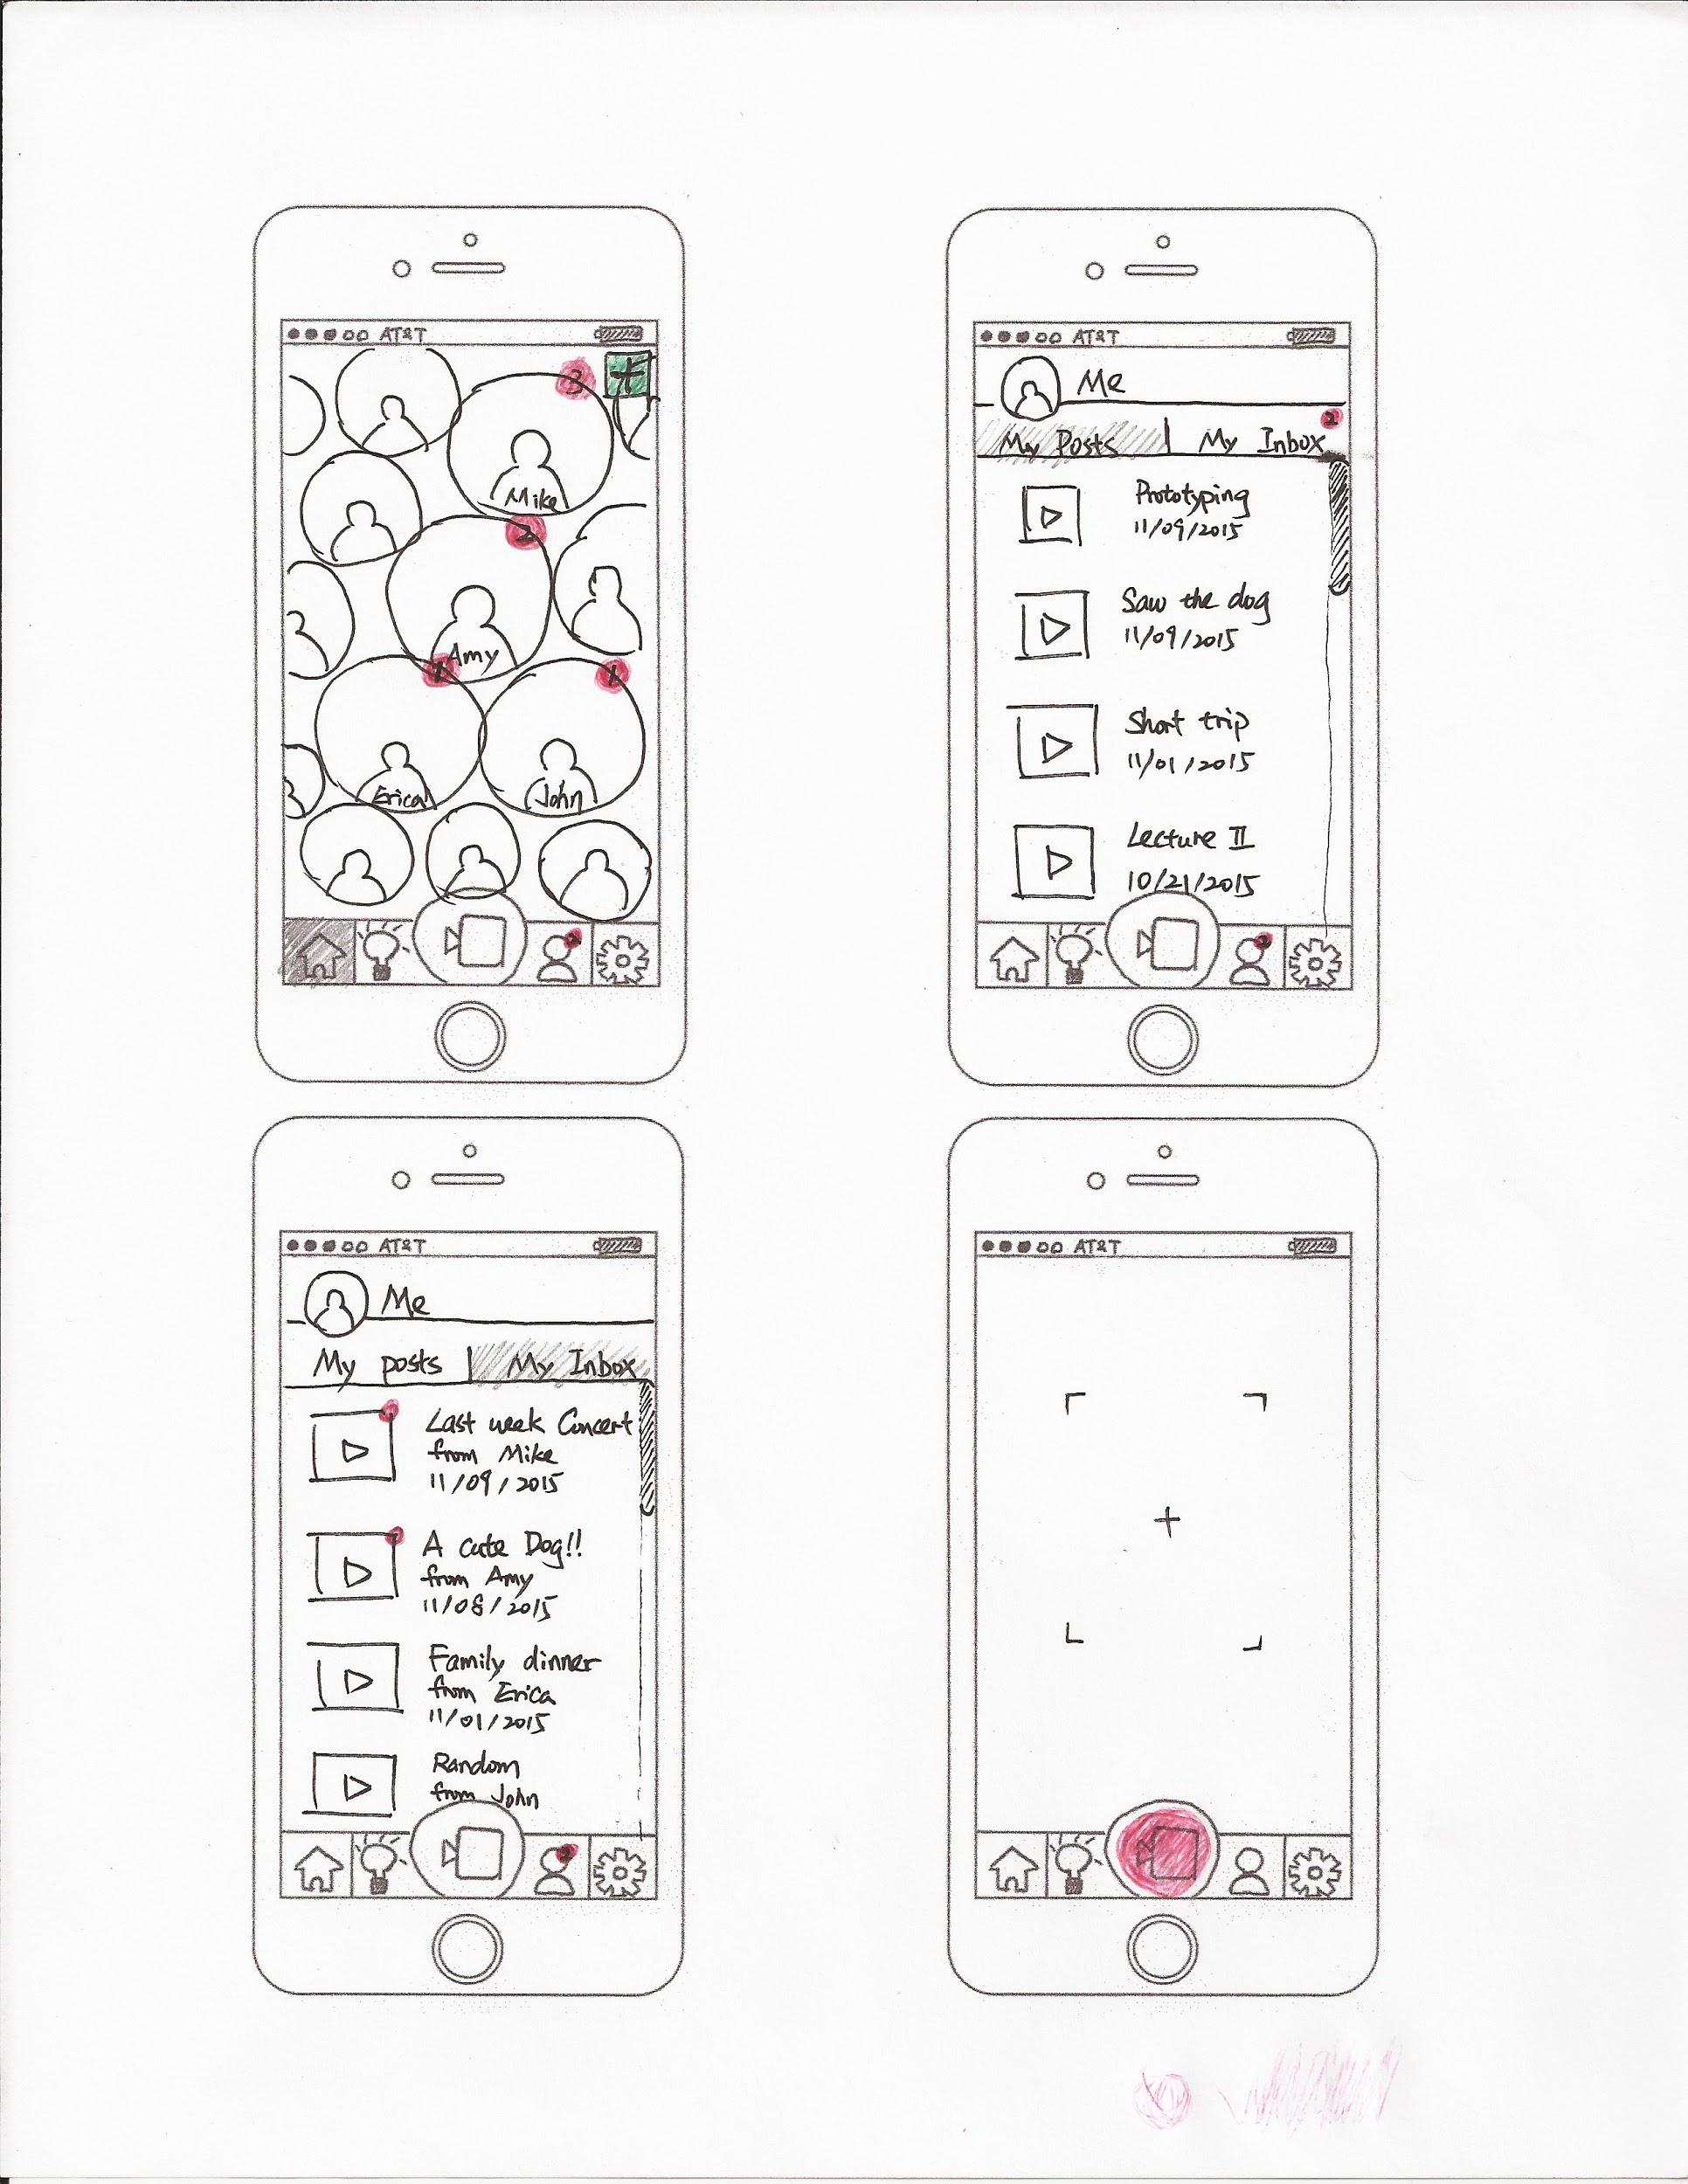 AT&T
3
+
Mike
2
Amy
1
1
Erica
John
2
AT&T
Me
2
My Posts
My Inbox
Prototyping
11/09/2015
Saw the dog
11/09/2015
Short trip
11/01/2015
Lecture II
10/21/2015
2
AT&T
Me
My posts
My Inbox
Last week Concert
from Mike
11/09/2015
A cute Dog!!
from Amy
11/08/2015
Family dinner
from Erica
11/01/2015
Random
from John
2
AT&T
+